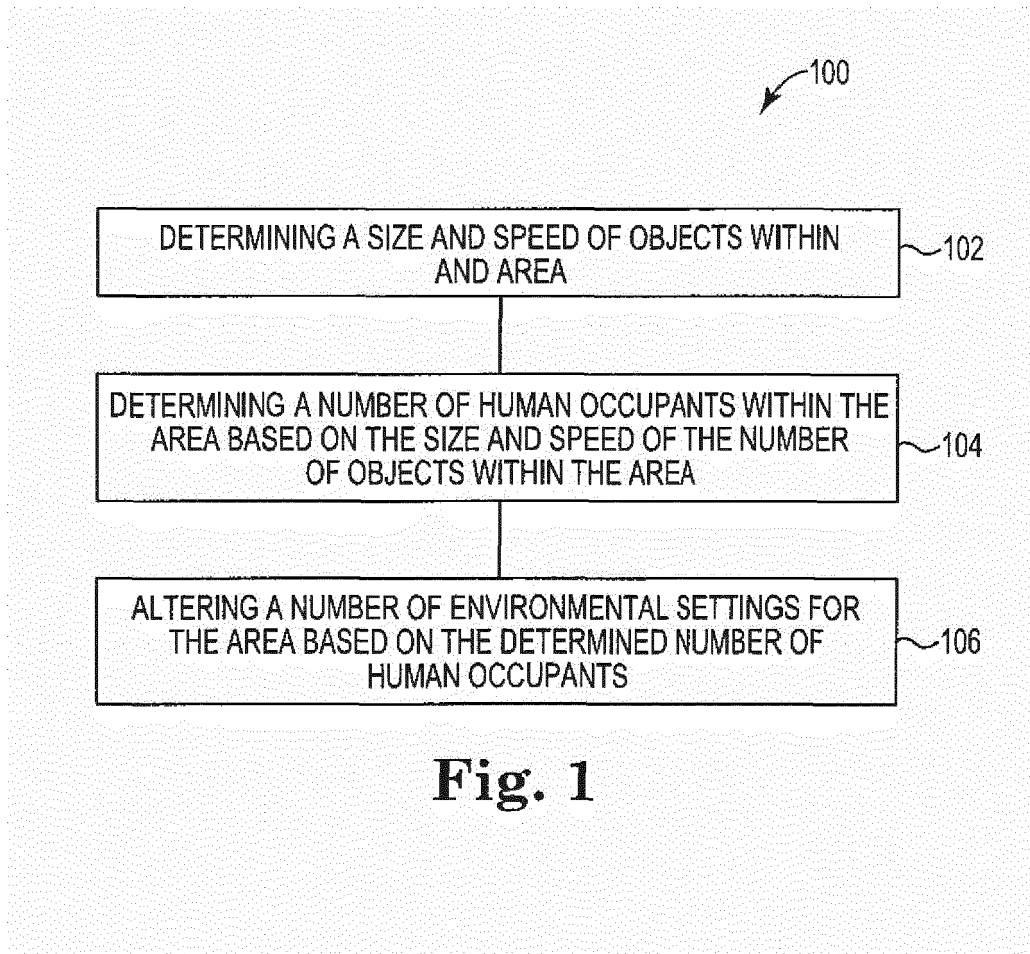 100
DETERMINING A SIZE AND SPEED OF OBJECTS WITHIN
AND AREA
102
DETERMINING A NUMBER OF HUMAN OCCUPANTS WITHIN THE
AREA BASED ON THE SIZE AND SPEED OF THE NUMBER
OF OBJECTS WITHIN THE AREA
104
ALTERING A NUMBER OF ENVIRONMENTAL SETTINGS FOR
THE AREA BASED ON THE DETERMINED NUMBER OF
HUMAN OCCUPANTS
106
Fig. 1